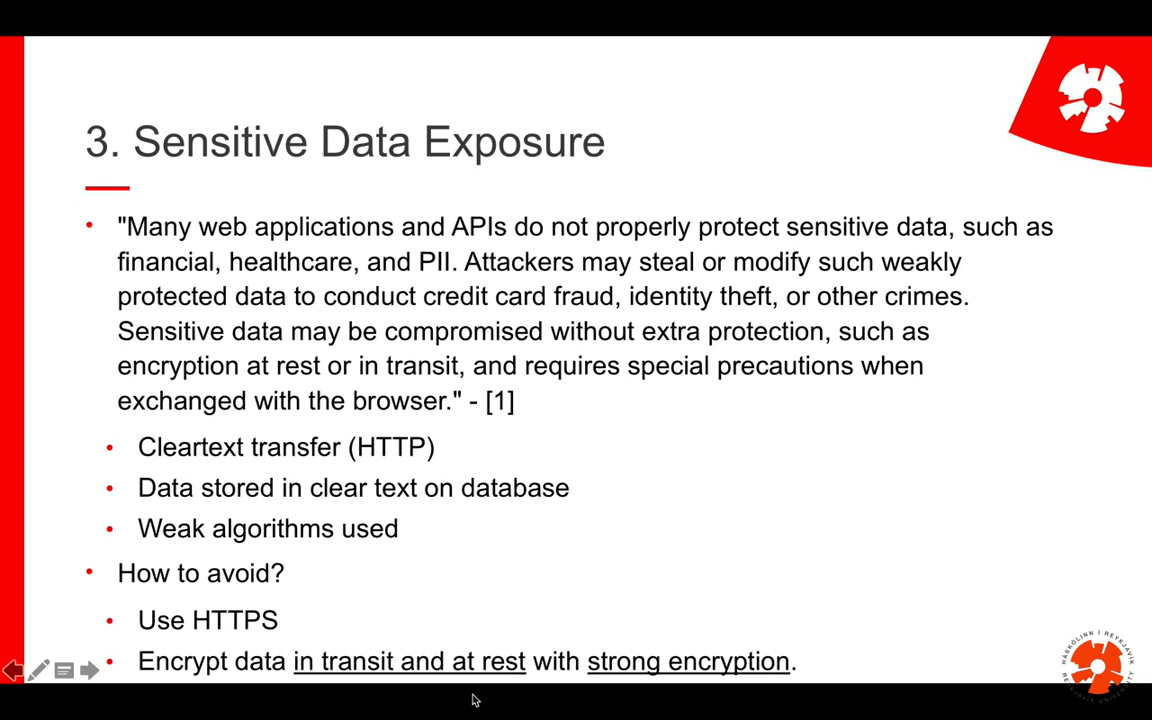 3. Sensitive Data Exposure
• "Many web applications and APIs do not properly protect sensitive data, such as
financial, healthcare, and PII. Attackers may steal or modify such weakly
protected data to conduct credit card fraud, identity theft, or other crimes.
Sensitive data may be compromised without extra protection, such as
encryption at rest or in transit, and requires special precautions when
exchanged with the browser." - [1]
• Cleartext transfer (HTTP)
• Data stored in clear text on database
• Weak algorithms used
• How to avoid?
• Use HTTPS
• Encrypt data in transit and at rest with strong encryption.
HÁSKÓLINN Í REYKJAVÍK
REYKJAVIK UNIVERSITY